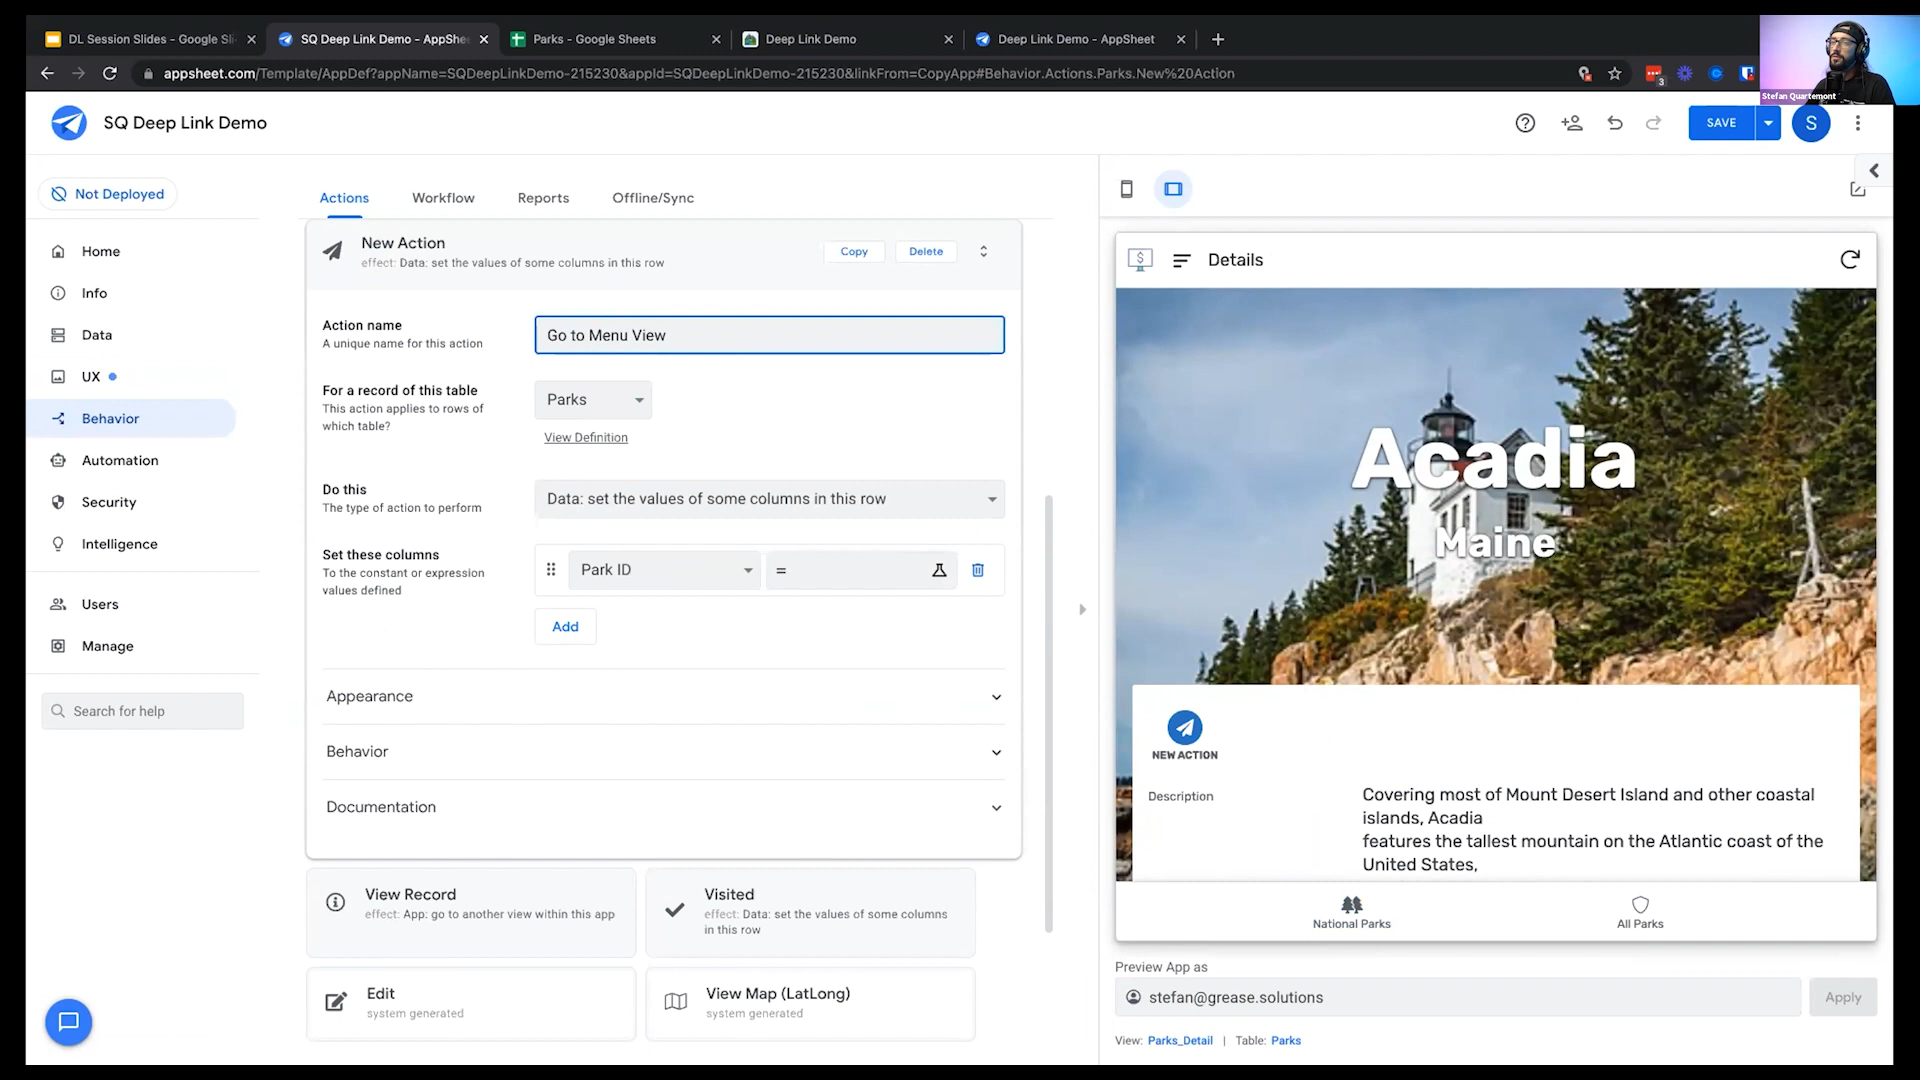 DL Session Slides - Google Sli
SQ Deep Link Demo - AppShe
Parks - Google Sheets
Deep Link Demo
Deep Link Demo - AppSheet
appsheet.com/Template/AppDef?appName=SQDeepLinkDemo-215230&appId=SQDeepLinkDemo-215230&linkFrom=CopyApp#Behavior.Actions.Parks.New%20Action
3
Stefan Quartemont
SQ Deep Link Demo
SAVE
S
Not Deployed
Home
Info
Data
UX
Behavior
Automation
Security
Intelligence
Users
Manage
Search for help
Actions
Workflow
Reports
Offline/Sync
New Action
effect: Data: set the values of some columns in this row
Copy
Delete
Action name
A unique name for this action
Go to Menu View
For a record of this table
This action applies to rows of
which table?
Parks
View Definition
Do this
The type of action to perform
Data: set the values of some columns in this row
Set these columns
To the constant or expression
values defined
Park ID
=
Add
Appearance
Behavior
Documentation
View Record
effect: App: go to another view within this app
Visited
effect: Data: set the values of some columns
in this row
Edit
system generated
View Map (LatLong)
system generated
$
Details
Acadia
Maine
NEW ACTION
Description
Covering most of Mount Desert Island and other coastal
islands, Acadia
features the tallest mountain on the Atlantic coast of the
United States,
National Parks
All Parks
Preview App as
stefan@grease.solutions
Apply
View: Parks_Detail | Table: Parks